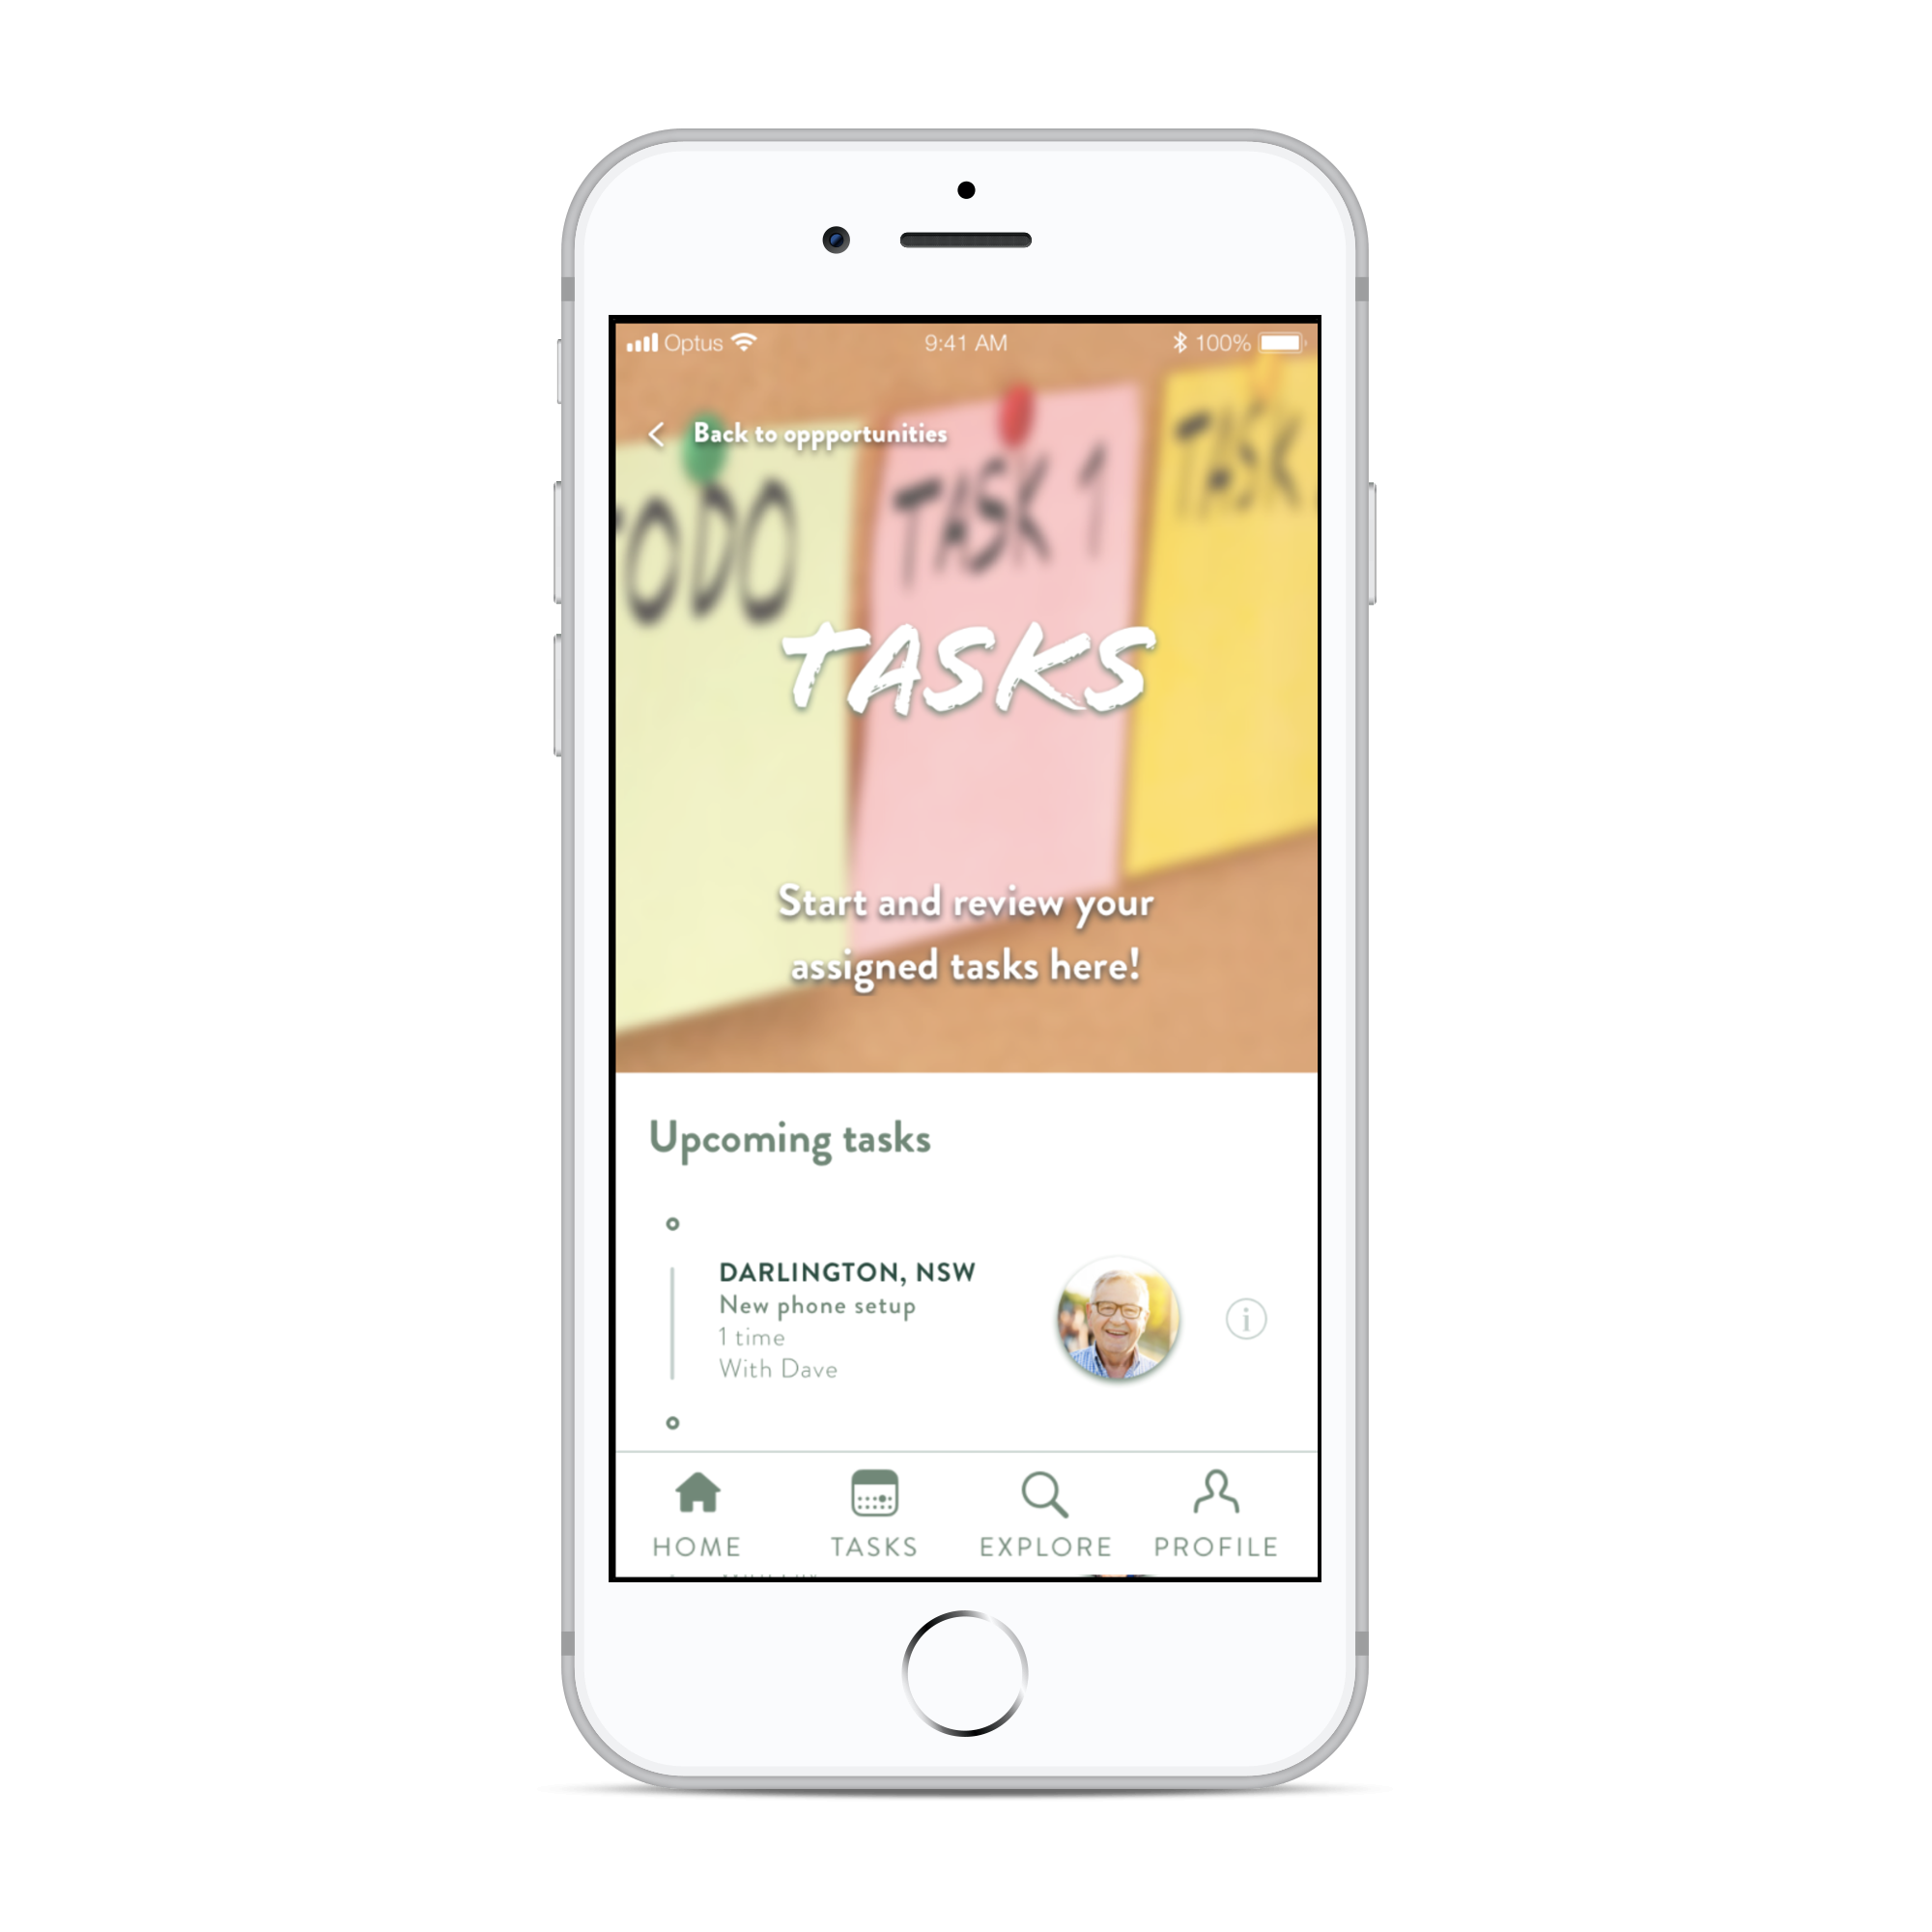 Optus 9:41 AM 100%
Back to oppportunities
ODO
TASK 1
TASK
TASKS
Start and review your
assigned tasks here!
Upcoming tasks
DARLINGTON, NSW
New phone setup
1 time
With Dave
i
HOME TASKS EXPLORE PROFILE